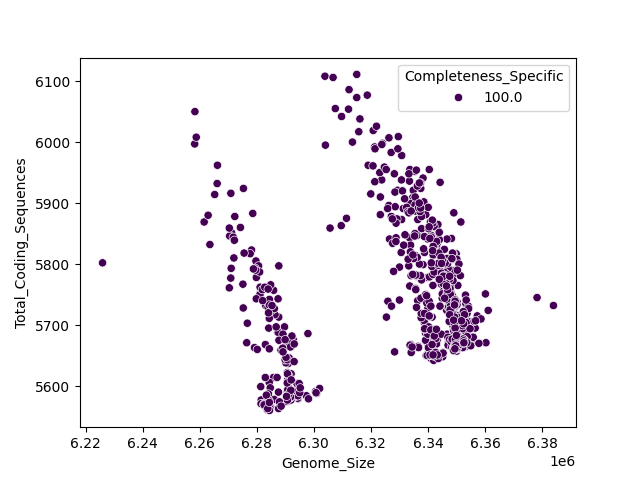 Completeness_Specific
100.0
Total_Coding_Sequences
6100
6000
5900
5800
5700
5600
6.22 6.24 6.26 6.28 6.30 6.32 6.34 6.36 6.38
1e6
Genome_Size